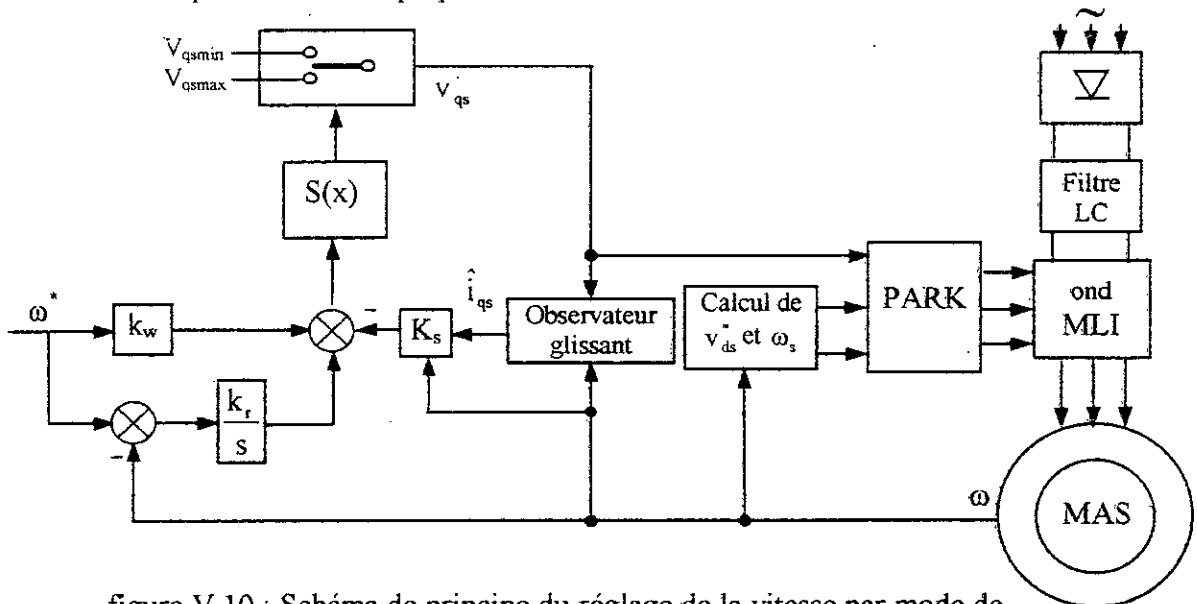 V_qsmin
V_qsmax
v_qs
S(x)
Filtre
LC
ω*
k_w
î_qs
K_s
Observateur
glissant
Calcul de
v*_ds et ω_s
PARK
ond
MLI
k_r
s
ω
MAS
figure V.10 : Schéma de principe du réglage de la vitesse par mode de